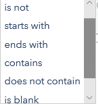 is not
starts with
ends with
contains
does not contain
is blank